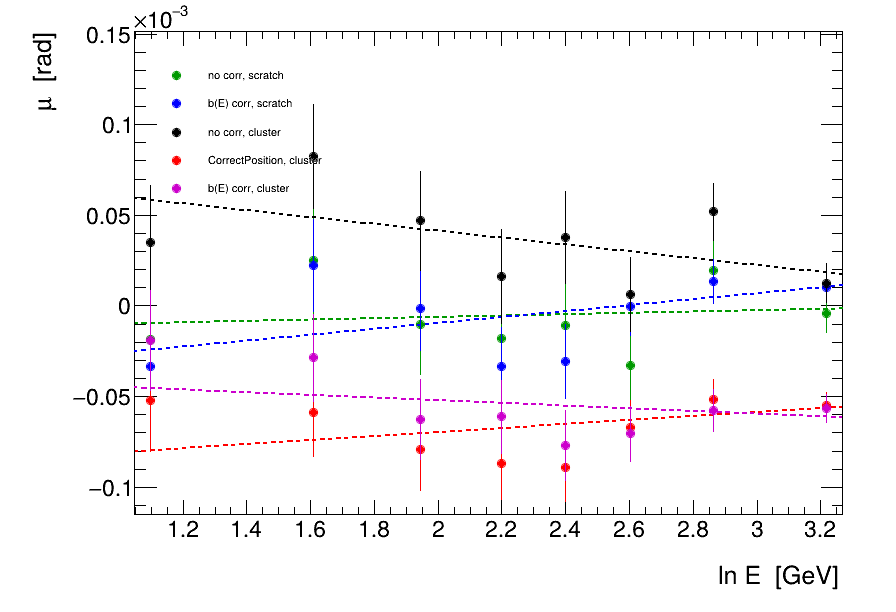 ×10⁻³
0.15
μ [rad]
no corr, scratch
b(E) corr, scratch
0.1
no corr, cluster
CorrectPosition, cluster
b(E) corr, cluster
0.05
0
−0.05
−0.1
1.2 1.4 1.6 1.8 2 2.2 2.4 2.6 2.8 3 3.2
ln E [GeV]